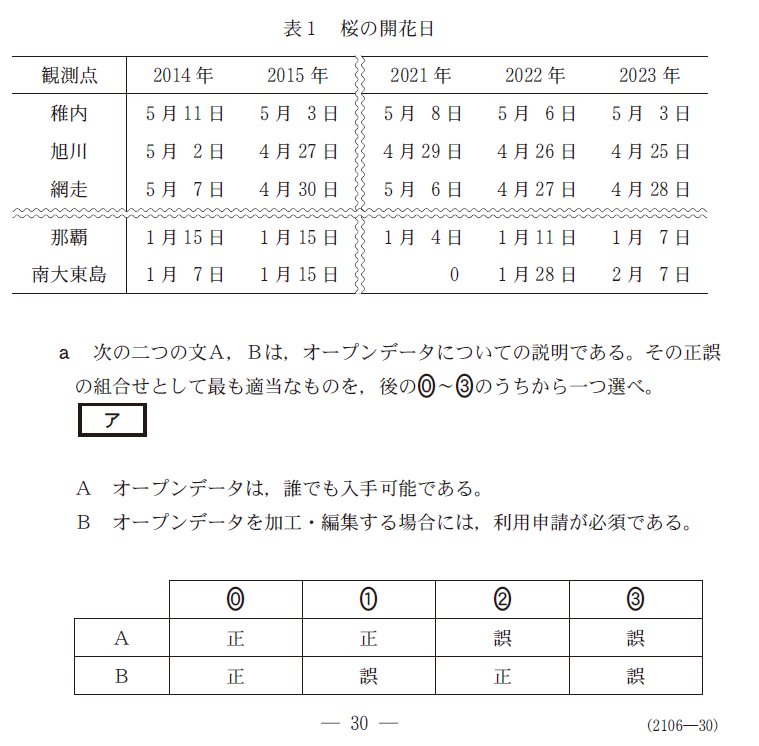 表1 桜の開花日
観測点 2014年 2015年 2021年 2022年 2023年
稚内 5月11日 5月 3日 5月 8日 5月 6日 5月 3日
旭川 5月 2日 4月27日 4月29日 4月26日 4月25日
網走 5月 7日 4月30日 5月 6日 4月27日 4月28日
那覇 1月15日 1月15日 1月 4日 1月11日 1月 7日
南大東島 1月 7日 1月15日 0 1月28日 2月 7日
a 次の二つの文A,Bは,オープンデータについての説明である。その正誤
の組合せとして最も適当なものを,後の⓪~③のうちから一つ選べ。
ア
A オープンデータは,誰でも入手可能である。
B オープンデータを加工・編集する場合には,利用申請が必須である。
⓪ ① ② ③
A 正 正 誤 誤
B 正 誤 正 誤
— 30 —
(2106—30)